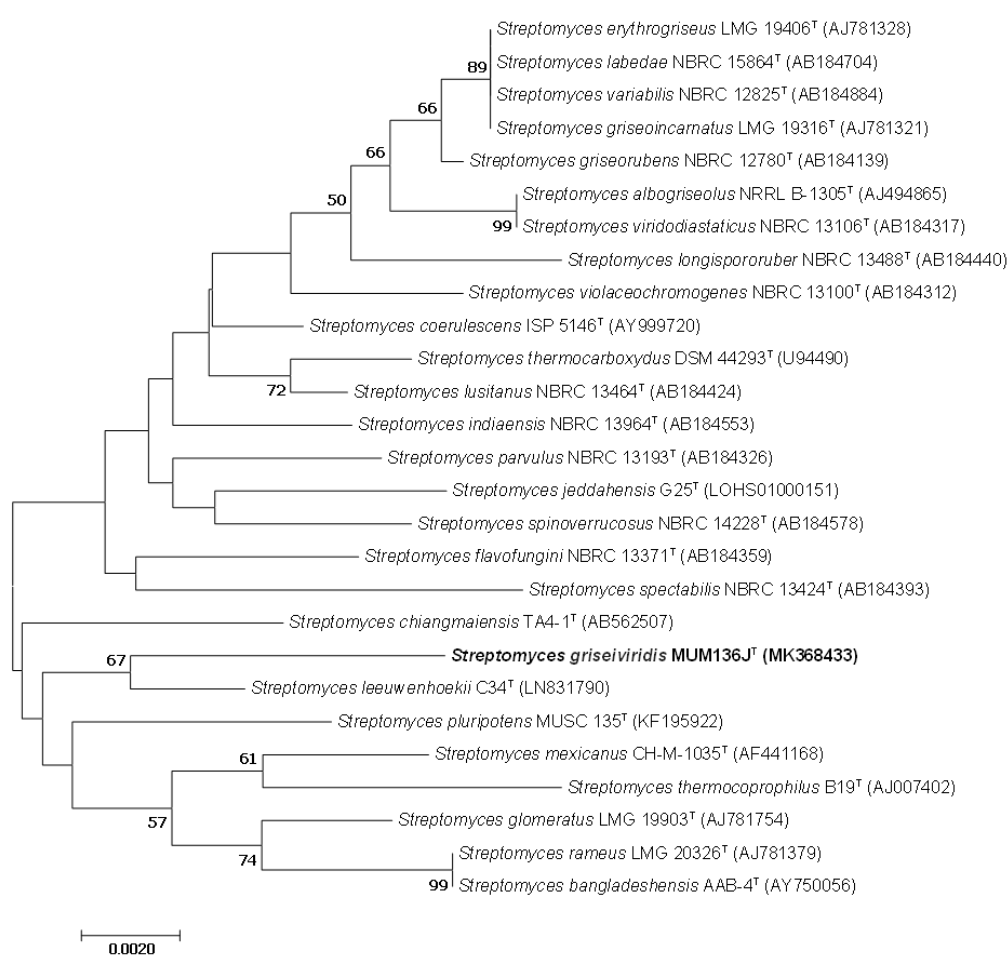 Streptomyces erythrogriseus LMG 19406ᵀ (AJ781328)
Streptomyces labedae NBRC 15864ᵀ (AB184704)
89
Streptomyces variabilis NBRC 12825ᵀ (AB184884)
66
Streptomyces griseoincarnatus LMG 19316ᵀ (AJ781321)
66
Streptomyces griseorubens NBRC 12780ᵀ (AB184139)
Streptomyces albogriseolus NRRL B-1305ᵀ (AJ494865)
50
99
Streptomyces viridodiastaticus NBRC 13106ᵀ (AB184317)
Streptomyces longispororuber NBRC 13488ᵀ (AB184440)
Streptomyces violaceochromogenes NBRC 13100ᵀ (AB184312)
Streptomyces coerulescens ISP 5146ᵀ (AY999720)
Streptomyces thermocarboxydus DSM 44293ᵀ (U94490)
72
Streptomyces lusitanus NBRC 13464ᵀ (AB184424)
Streptomyces indiaensis NBRC 13964ᵀ (AB184553)
Streptomyces parvulus NBRC 13193ᵀ (AB184326)
Streptomyces jeddahensis G25ᵀ (LOHS01000151)
Streptomyces spinoverrucosus NBRC 14228ᵀ (AB184578)
Streptomyces flavofungini NBRC 13371ᵀ (AB184359)
Streptomyces spectabilis NBRC 13424ᵀ (AB184393)
Streptomyces chiangmaiensis TA4-1ᵀ (AB562507)
67
Streptomyces griseiviridis MUM136Jᵀ (MK368433)
Streptomyces leeuwenhoekii C34ᵀ (LN831790)
Streptomyces pluripotens MUSC 135ᵀ (KF195922)
61
Streptomyces mexicanus CH-M-1035ᵀ (AF441168)
Streptomyces thermocoprophilus B19ᵀ (AJ007402)
57
Streptomyces glomeratus LMG 19903ᵀ (AJ781754)
74
Streptomyces rameus LMG 20326ᵀ (AJ781379)
99
Streptomyces bangladeshensis AAB-4ᵀ (AY750056)
0.0020